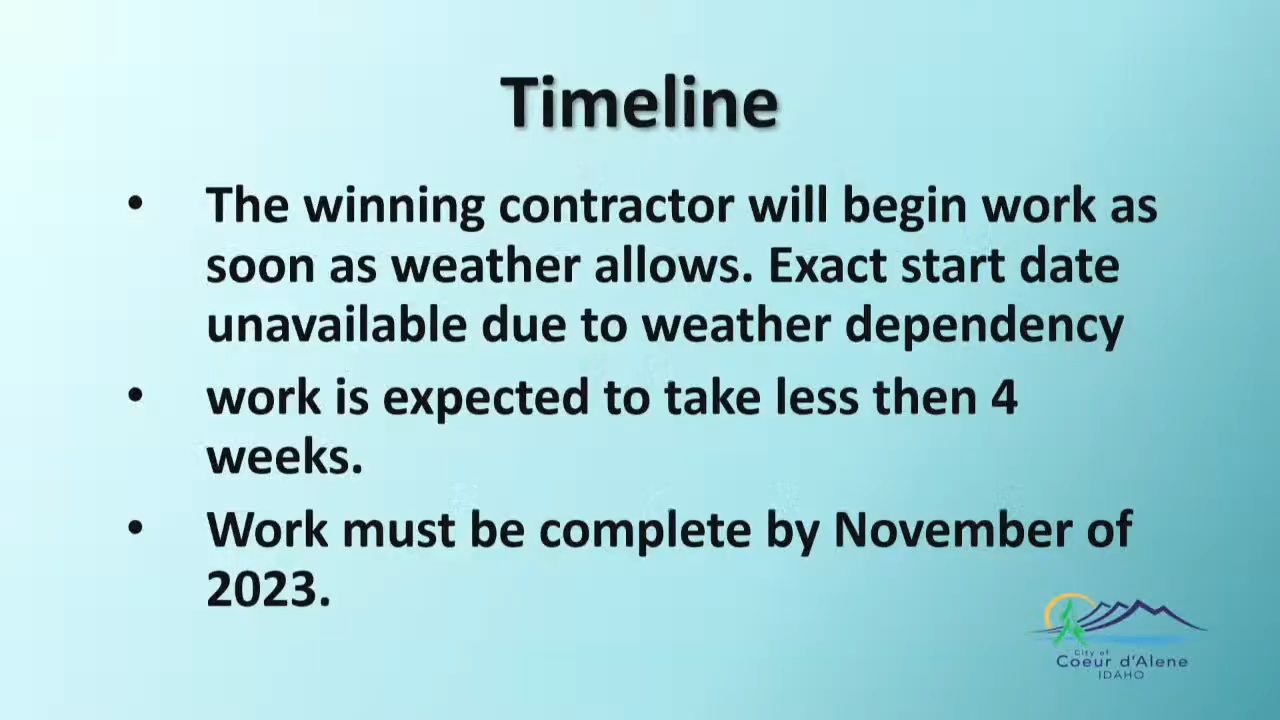 Timeline
• The winning contractor will begin work as
soon as weather allows. Exact start date
unavailable due to weather dependency
• work is expected to take less then 4
weeks.
• Work must be complete by November of
2023.
City of
Coeur d'Alene
IDAHO